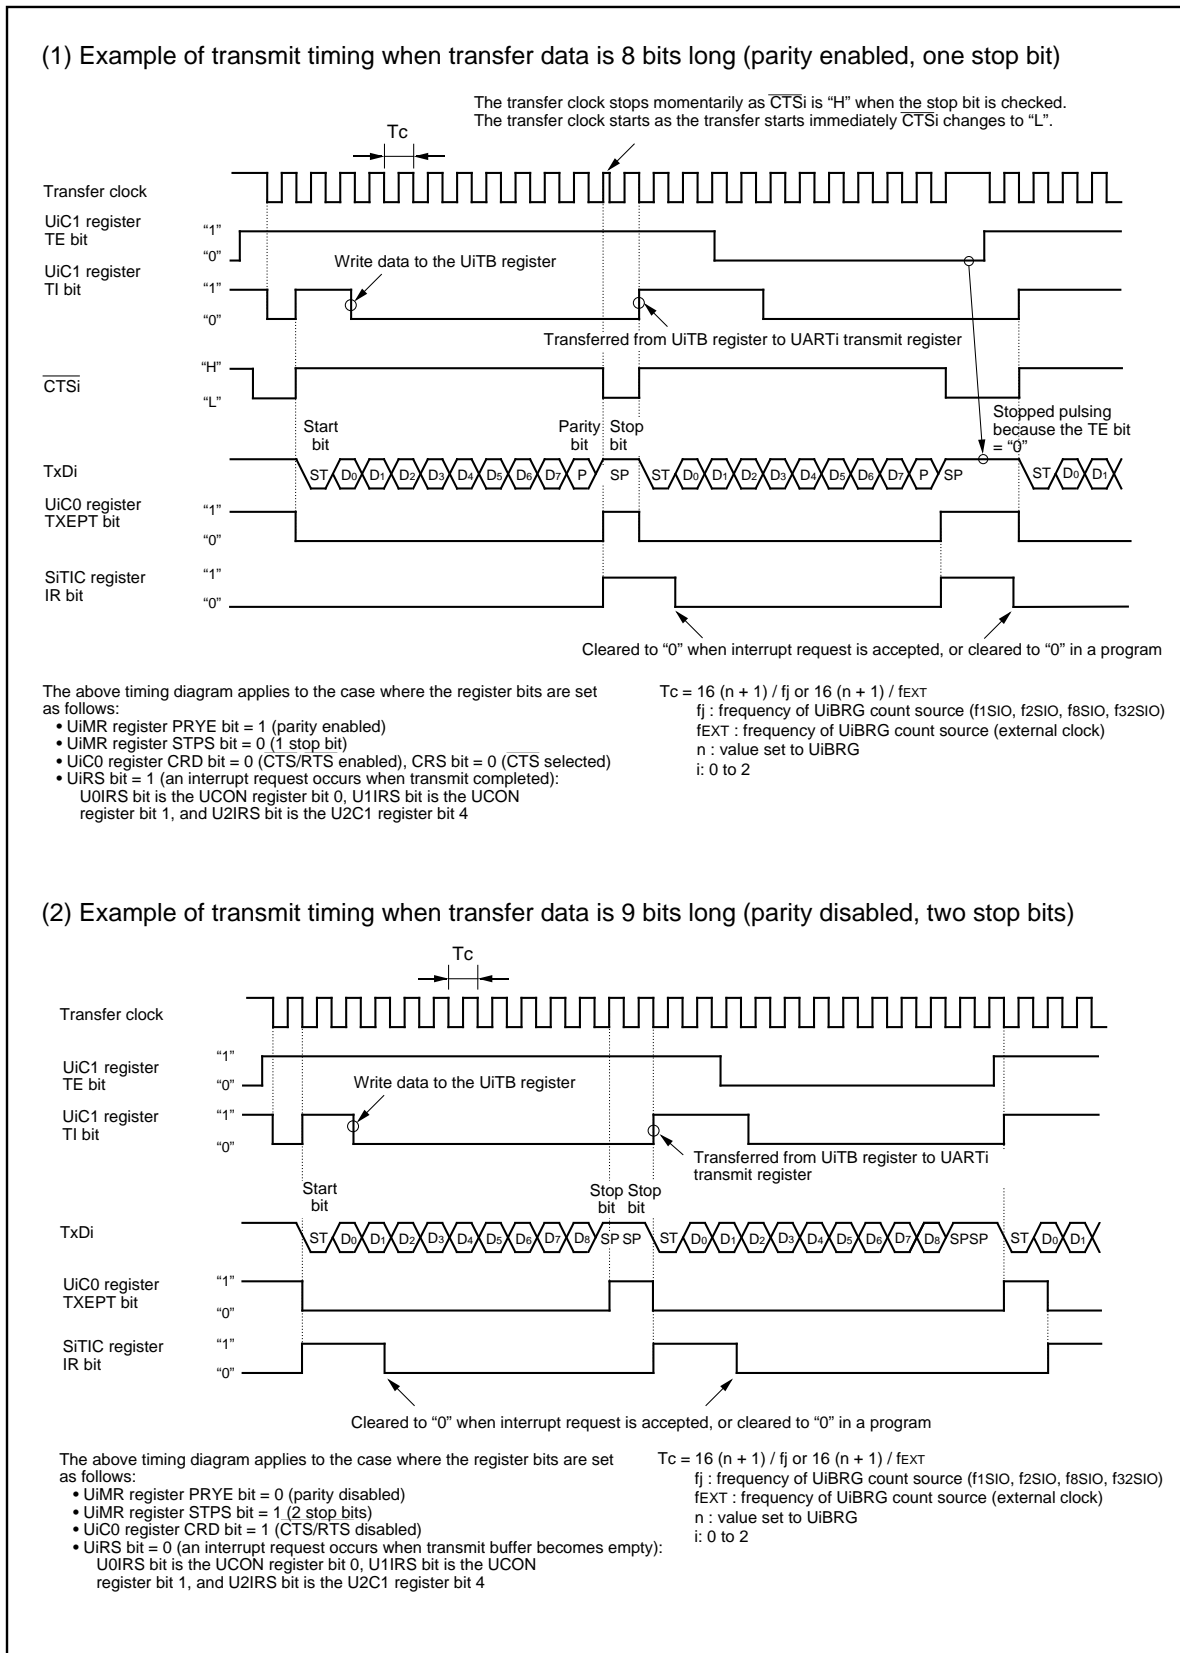 (1) Example of transmit timing when transfer data is 8 bits long (parity enabled, one stop bit)
The transfer clock stops momentarily as CTSi is “H” when the stop bit is checked.
The transfer clock starts as the transfer starts immediately CTSi changes to “L”.
Tc
Transfer clock
UiC1 register
TE bit
“1”
“0”
Write data to the UiTB register
UiC1 register
TI bit
“1”
“0”
Transferred from UiTB register to UARTi transmit register
CTSi
“H”
“L”
Start
bit
Parity
bit
Stop
bit
Stopped pulsing
because the TE bit
= “0”
TxDi
ST D0 D1 D2 D3 D4 D5 D6 D7 P SP ST D0 D1 D2 D3 D4 D5 D6 D7 P SP ST D0 D1
UiC0 register
TXEPT bit
“1”
“0”
SiTIC register
IR bit
“1”
“0”
Cleared to “0” when interrupt request is accepted, or cleared to “0” in a program
The above timing diagram applies to the case where the register bits are set
as follows:
• UiMR register PRYE bit = 1 (parity enabled)
• UiMR register STPS bit = 0 (1 stop bit)
• UiC0 register CRD bit = 0 (CTS/RTS enabled), CRS bit = 0 (CTS selected)
• UiRS bit = 1 (an interrupt request occurs when transmit completed):
U0IRS bit is the UCON register bit 0, U1IRS bit is the UCON
register bit 1, and U2IRS bit is the U2C1 register bit 4
Tc = 16 (n + 1) / fj or 16 (n + 1) / fEXT
fj : frequency of UiBRG count source (f1SIO, f2SIO, f8SIO, f32SIO)
fEXT : frequency of UiBRG count source (external clock)
n : value set to UiBRG
i: 0 to 2
(2) Example of transmit timing when transfer data is 9 bits long (parity disabled, two stop bits)
Tc
Transfer clock
UiC1 register
TE bit
“1”
“0”
Write data to the UiTB register
UiC1 register
TI bit
“1”
“0”
Transferred from UiTB register to UARTi
transmit register
Start
bit
Stop
bit
Stop
bit
TxDi
ST D0 D1 D2 D3 D4 D5 D6 D7 D8 SP SP ST D0 D1 D2 D3 D4 D5 D6 D7 D8 SPSP ST D0 D1
UiC0 register
TXEPT bit
“1”
“0”
SiTIC register
IR bit
“1”
“0”
Cleared to “0” when interrupt request is accepted, or cleared to “0” in a program
The above timing diagram applies to the case where the register bits are set
as follows:
• UiMR register PRYE bit = 0 (parity disabled)
• UiMR register STPS bit = 1 (2 stop bits)
• UiC0 register CRD bit = 1 (CTS/RTS disabled)
• UiRS bit = 0 (an interrupt request occurs when transmit buffer becomes empty):
U0IRS bit is the UCON register bit 0, U1IRS bit is the UCON
register bit 1, and U2IRS bit is the U2C1 register bit 4
Tc = 16 (n + 1) / fj or 16 (n + 1) / fEXT
fj : frequency of UiBRG count source (f1SIO, f2SIO, f8SIO, f32SIO)
fEXT : frequency of UiBRG count source (external clock)
n : value set to UiBRG
i: 0 to 2